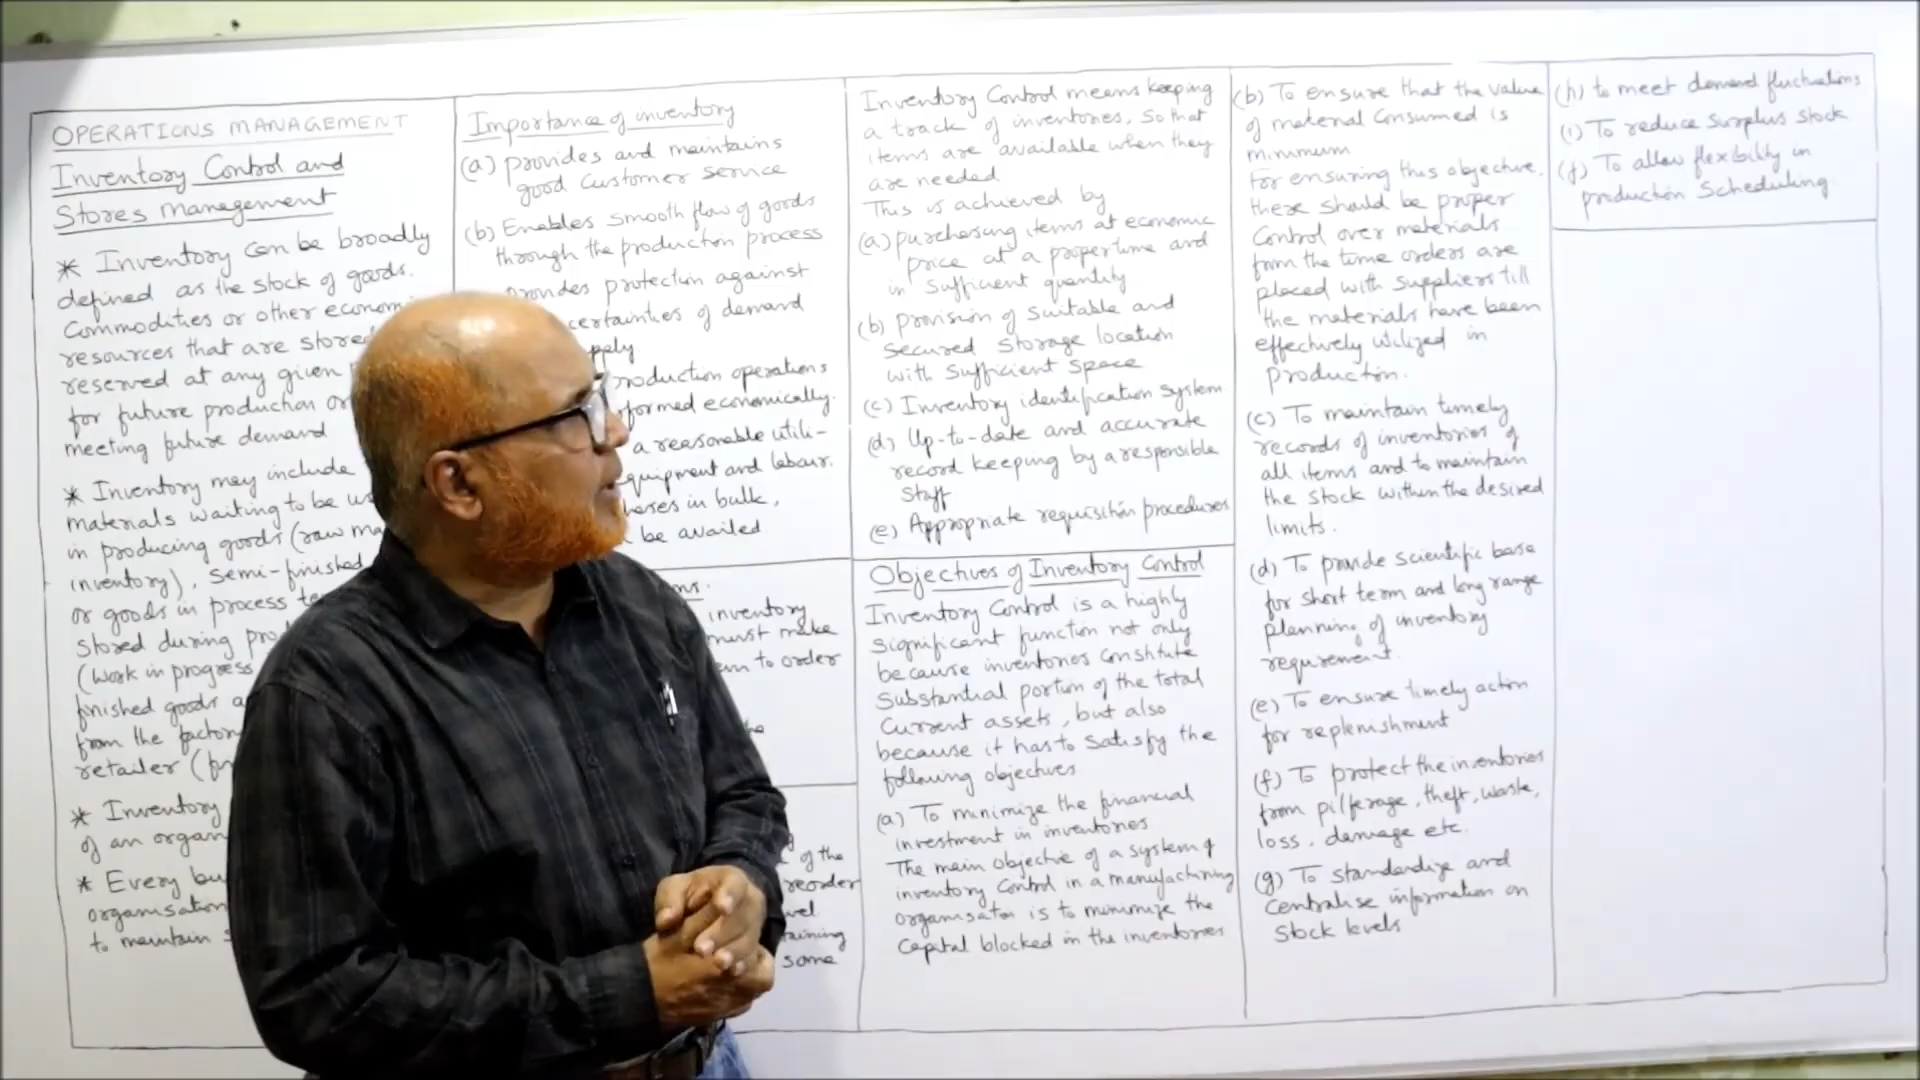 OPERATIONS MANAGEMENT
Inventory Control and
Stores Management
* Inventory can be broadly
defined as the stock of goods.
Commodities or other
resources that are
reserved at any given
for future production or
meeting future demand
* Inventory may include
materials waiting to be
in producing goods (raw
inventory), semi-finished
or goods in process
stored during
(work in progress
finished goods
from the
retailer
* Inventory
of an
* Every
to maintain
Importance of inventory
(a) provides and maintains
good customer service
(b) Enables smooth flow of goods
through the production process
protection against
of demand
production operations
economically.
a reasonable utili-
equipment and labour.
in bulk,
be availed
inventory
must make
to order
of the
reorder
some
Inventory Control means keeping
a track of inventories, so that
items are available when they
are needed
This is achieved by
(a) purchasing items at economic
price at a proper time and
in sufficient quantity
(b) provision of suitable and
secured storage location
with sufficient space
(c) Inventory identification system
(d) Up-to-date and accurate
record keeping by a responsible
staff
(e) Appropriate requisition procedures
Objectives of Inventory Control
Inventory Control is a highly
significant function not only
because inventories constitute
substantial portion of the total
current assets, but also
because it has to satisfy the
following objectives
(a) To minimize the financial
investment in inventories
The main objective of a system of
inventory control in a manufacturing
organisation is to minimize the
capital blocked in the inventories
(b) To ensure that the value
of material consumed is
minimum
For ensuring this objective,
there should be proper
control over materials
from the time orders are
placed with suppliers till
the materials have been
effectively utilized in
production.
(c) To maintain timely
records of inventories of
all items and to maintain
the stock within the desired
limits.
(d) To provide scientific base
for short term and long range
planning of inventory
requirement.
(e) To ensure timely action
for replenishment
(f) To protect the inventories
from pilferage, theft, waste,
loss, damage etc.
(g) To standardize and
centralise information on
stock levels
(h) to meet demand fluctuations
(i) To reduce surplus stock
(j) To allow flexibility in
production scheduling